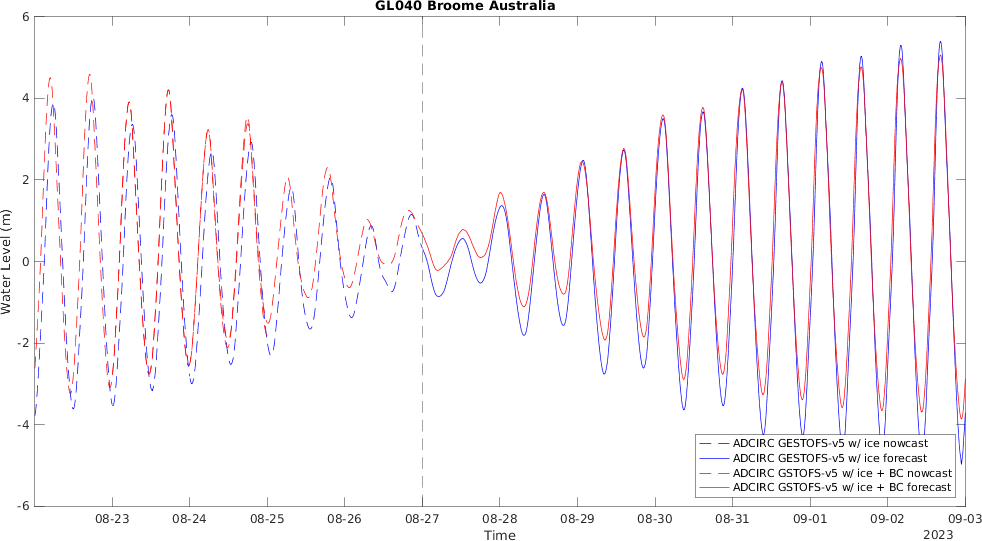 GL040 Broome Australia
6
4
2
0
-2
-4
-6
Water Level (m)
08-23 08-24 08-25 08-26 08-27 08-28 08-29 08-30 08-31 09-01 09-02 09-03
Time
2023
ADCIRC GESTOFS-v5 w/ ice nowcast
ADCIRC GESTOFS-v5 w/ ice forecast
ADCIRC GSTOFS-v5 w/ ice + BC nowcast
ADCIRC GSTOFS-v5 w/ ice + BC forecast